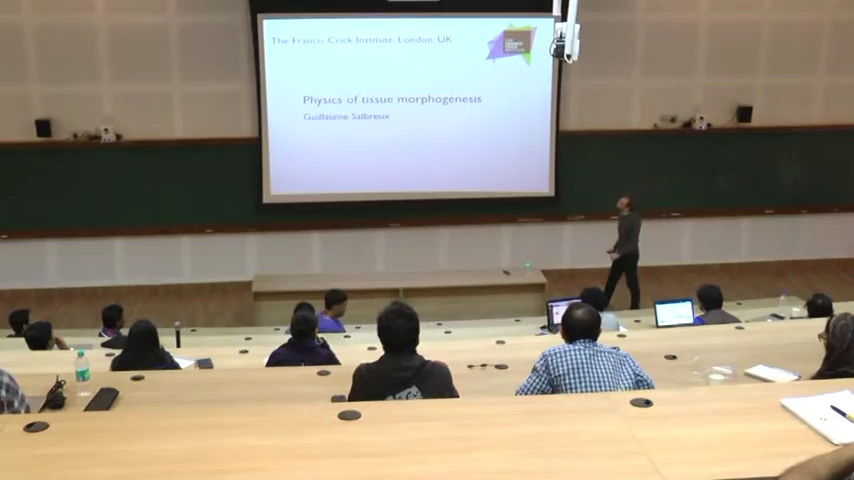 The Francis Crick Institute, London, UK
Physics of tissue morphogenesis
Guillaume Salbreux